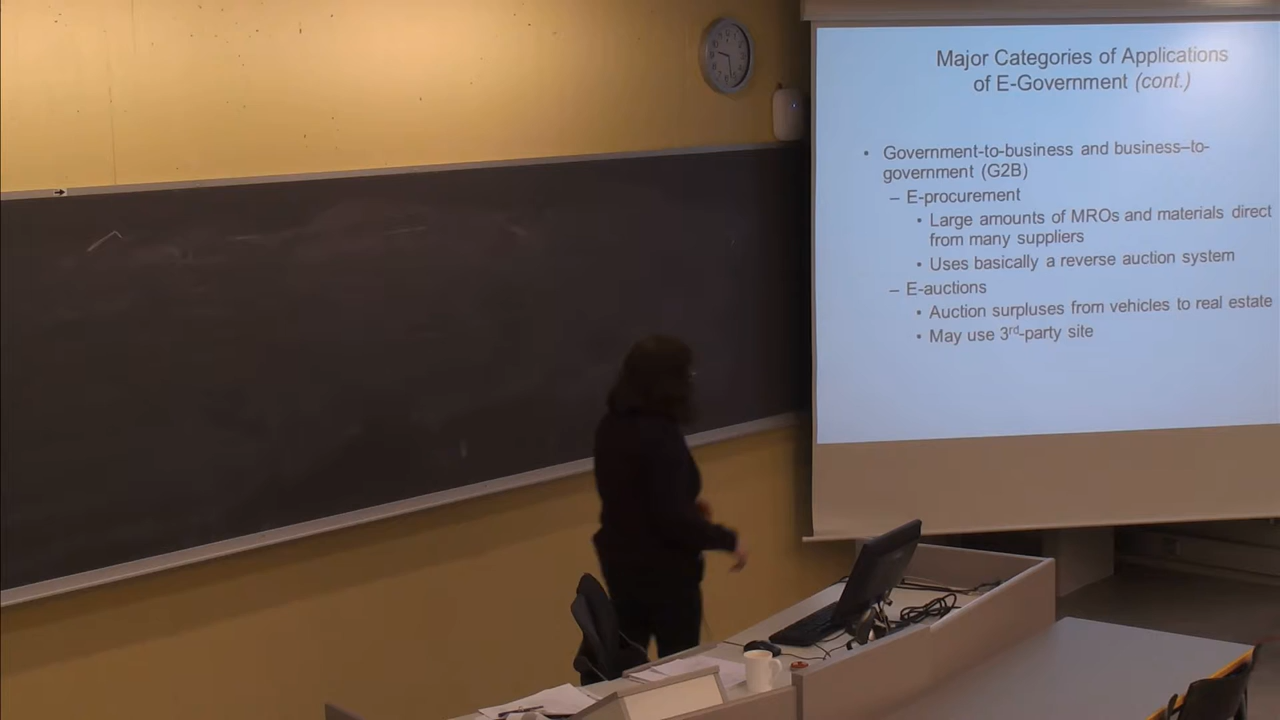 Major Categories of Applications
of E-Government (cont.)
• Government-to-business and business–to-
government (G2B)
– E-procurement
• Large amounts of MROs and materials direct
from many suppliers
• Uses basically a reverse auction system
– E-auctions
• Auction surpluses from vehicles to real estate
• May use 3rd-party site